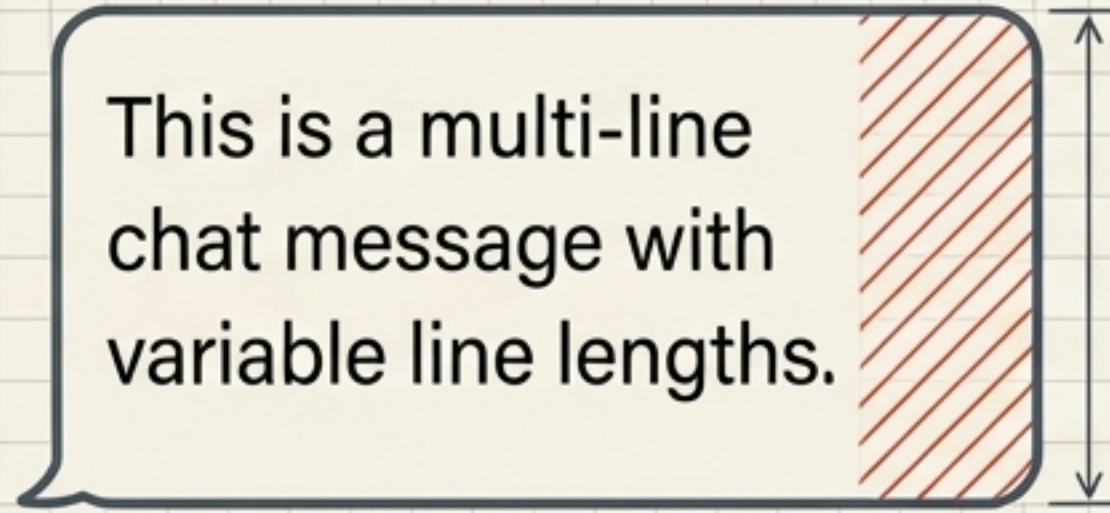 This is a multi-line
chat message with
variable line lengths.